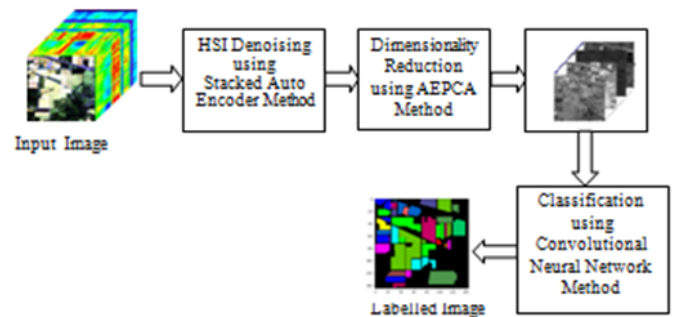 HSI Denoising
using
Stacked Auto
Encoder Method
Dimensionality
Reduction
using AEPCA
Method
Input Image
Classification
using
Convolutional
Neural Network
Method
Labelled Image